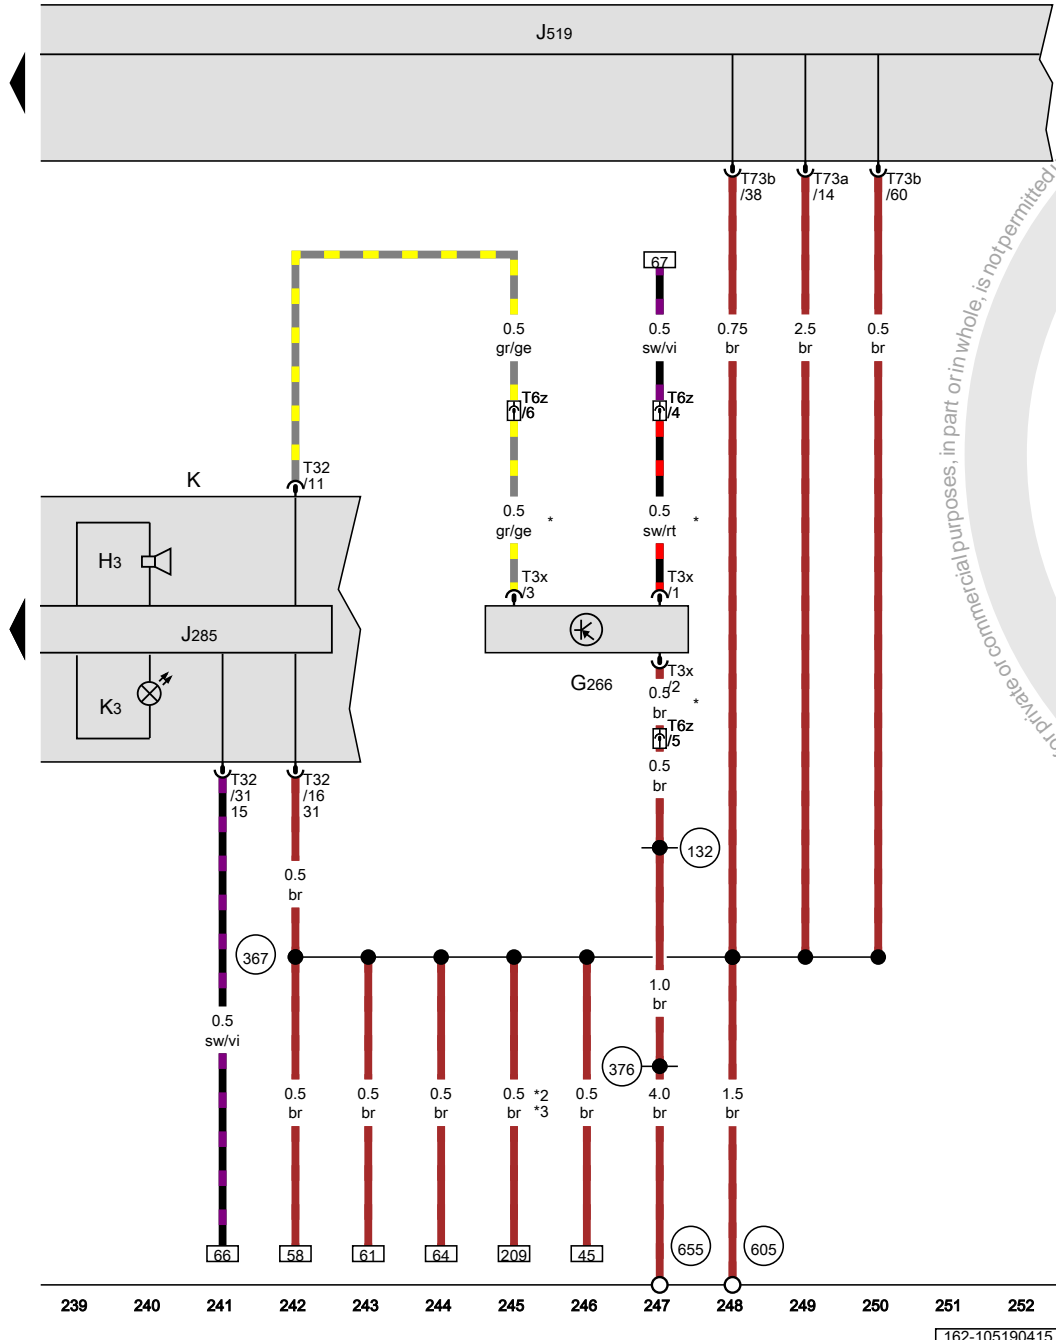 J519
T73b
/38
T73a
/14
T73b
/60
67
0.5
gr/ge
0.5
sw/vi
0.75
br
2.5
br
0.5
br
T6z
/6
T6z
/4
K
T32
/11
0.5
gr/ge
*
0.5
sw/rt
*
H3
T3x
/3
T3x
/1
J285
G266
T3x
/2
0.5
br
*
K3
T6z
/5
0.5
br
T32
/31
15
T32
/16
31
132
0.5
br
367
0.5
sw/vi
1.0
br
376
0.5
br
0.5
br
0.5
br
0.5
br
*2
*3
0.5
br
4.0
br
1.5
br
66
58
61
64
209
45
655
605
239 240 241 242 243 244 245 246 247 248 249 250 251 252
162-105190415
for private or commercial purposes, in part or in whole, is not permitted